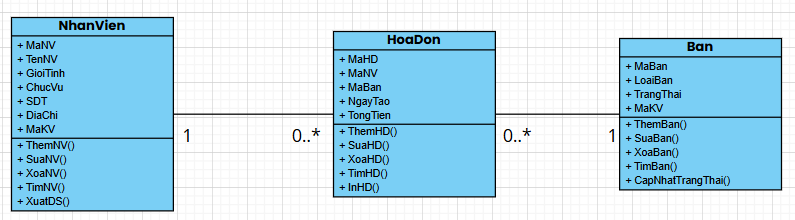 NhanVien
+ MaNV
+ TenNV
+ GioiTinh
+ ChucVu
+ SDT
+ DiaChi
+ MaKV
+ ThemNV()
+ SuaNV()
+ XoaNV()
+ TimNV()
+ XuatDS()
1
0..*
HoaDon
+ MaHD
+ MaNV
+ MaBan
+ NgayTao
+ TongTien
+ ThemHD()
+ SuaHD()
+ XoaHD()
+ TimHD()
+ InHD()
0..*
1
Ban
+ MaBan
+ LoaiBan
+ TrangThai
+ MaKV
+ ThemBan()
+ SuaBan()
+ XoaBan()
+ TimBan()
+ CapNhatTrangThai()